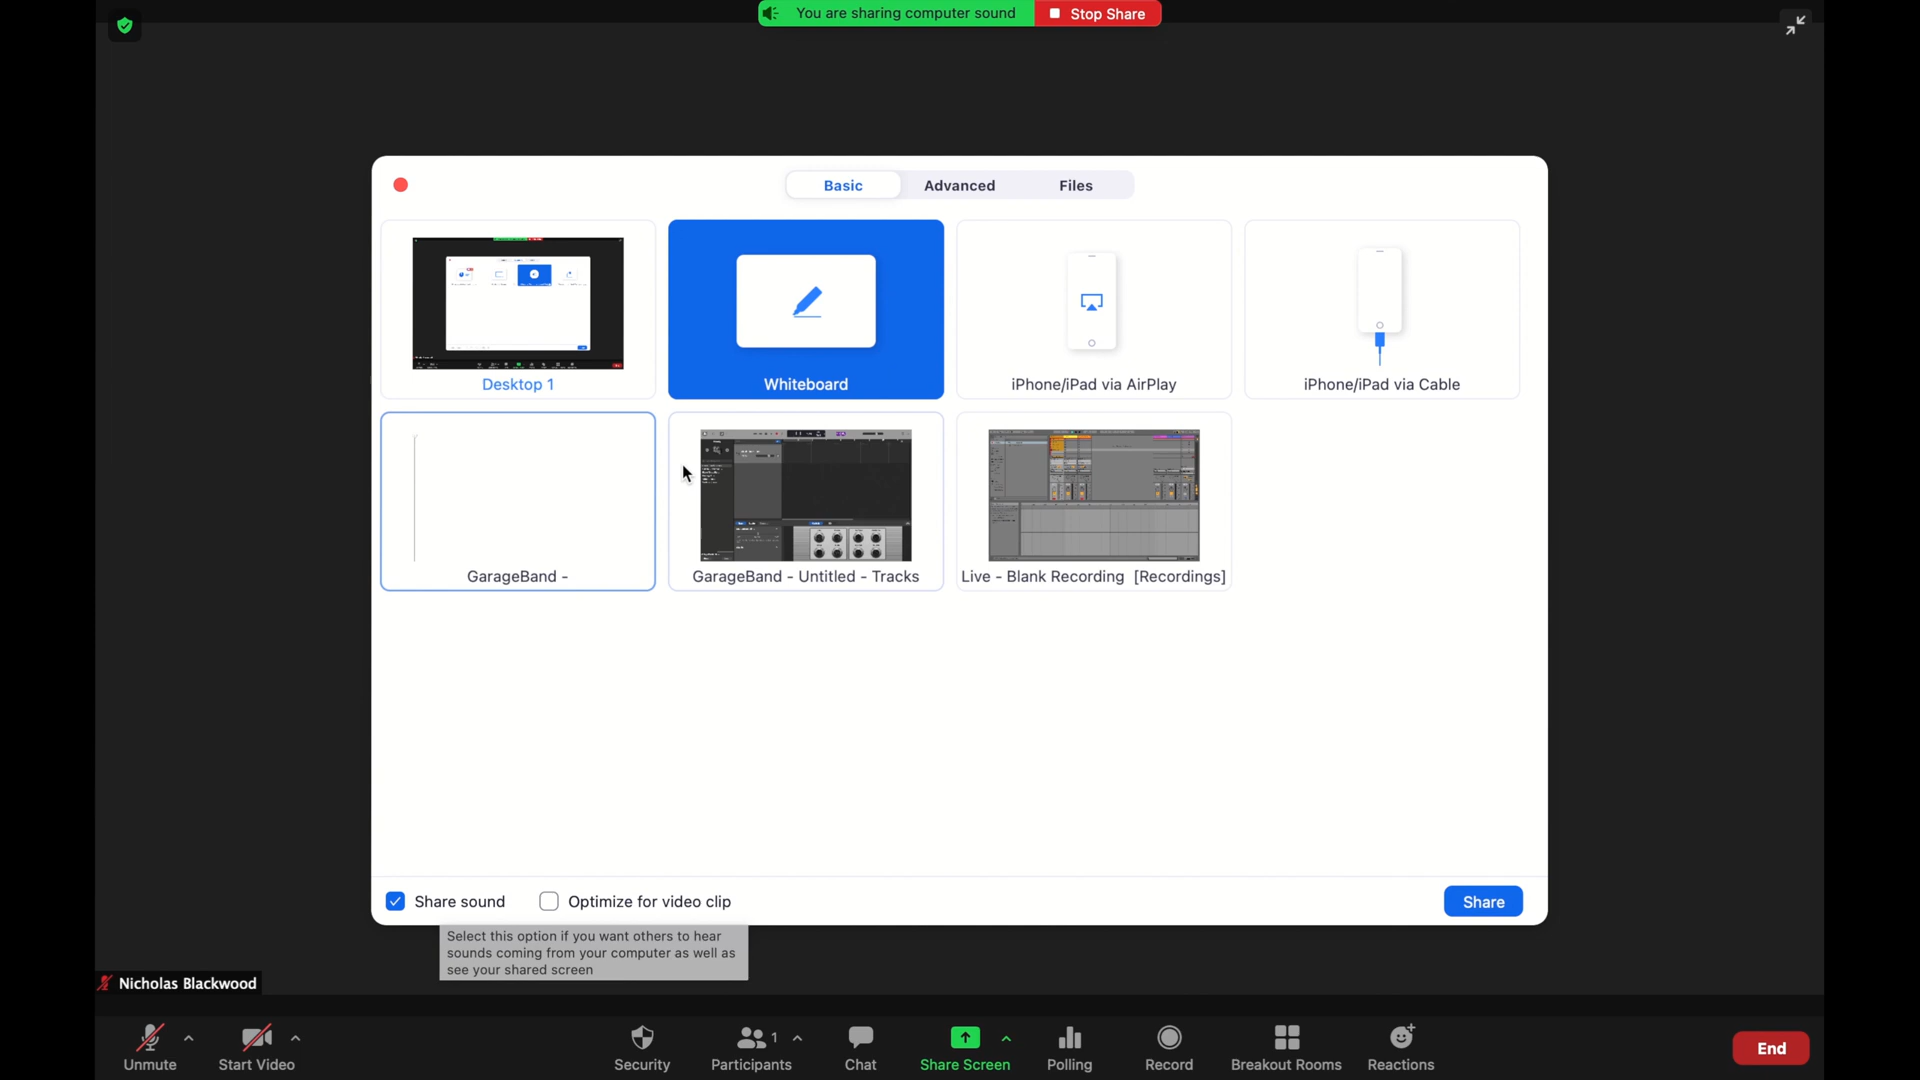 You are sharing computer sound
Stop Share
Basic
Advanced
Files
Desktop 1
Whiteboard
iPhone/iPad via AirPlay
iPhone/iPad via Cable
GarageBand -
GarageBand - Untitled - Tracks
Live - Blank Recording [Recordings]
Share sound
Optimize for video clip
Share
Select this option if you want others to hear
sounds coming from your computer as well as
see your shared screen
Nicholas Blackwood
Unmute
Start Video
Security
1
Participants
Chat
Share Screen
Polling
Record
Breakout Rooms
Reactions
End